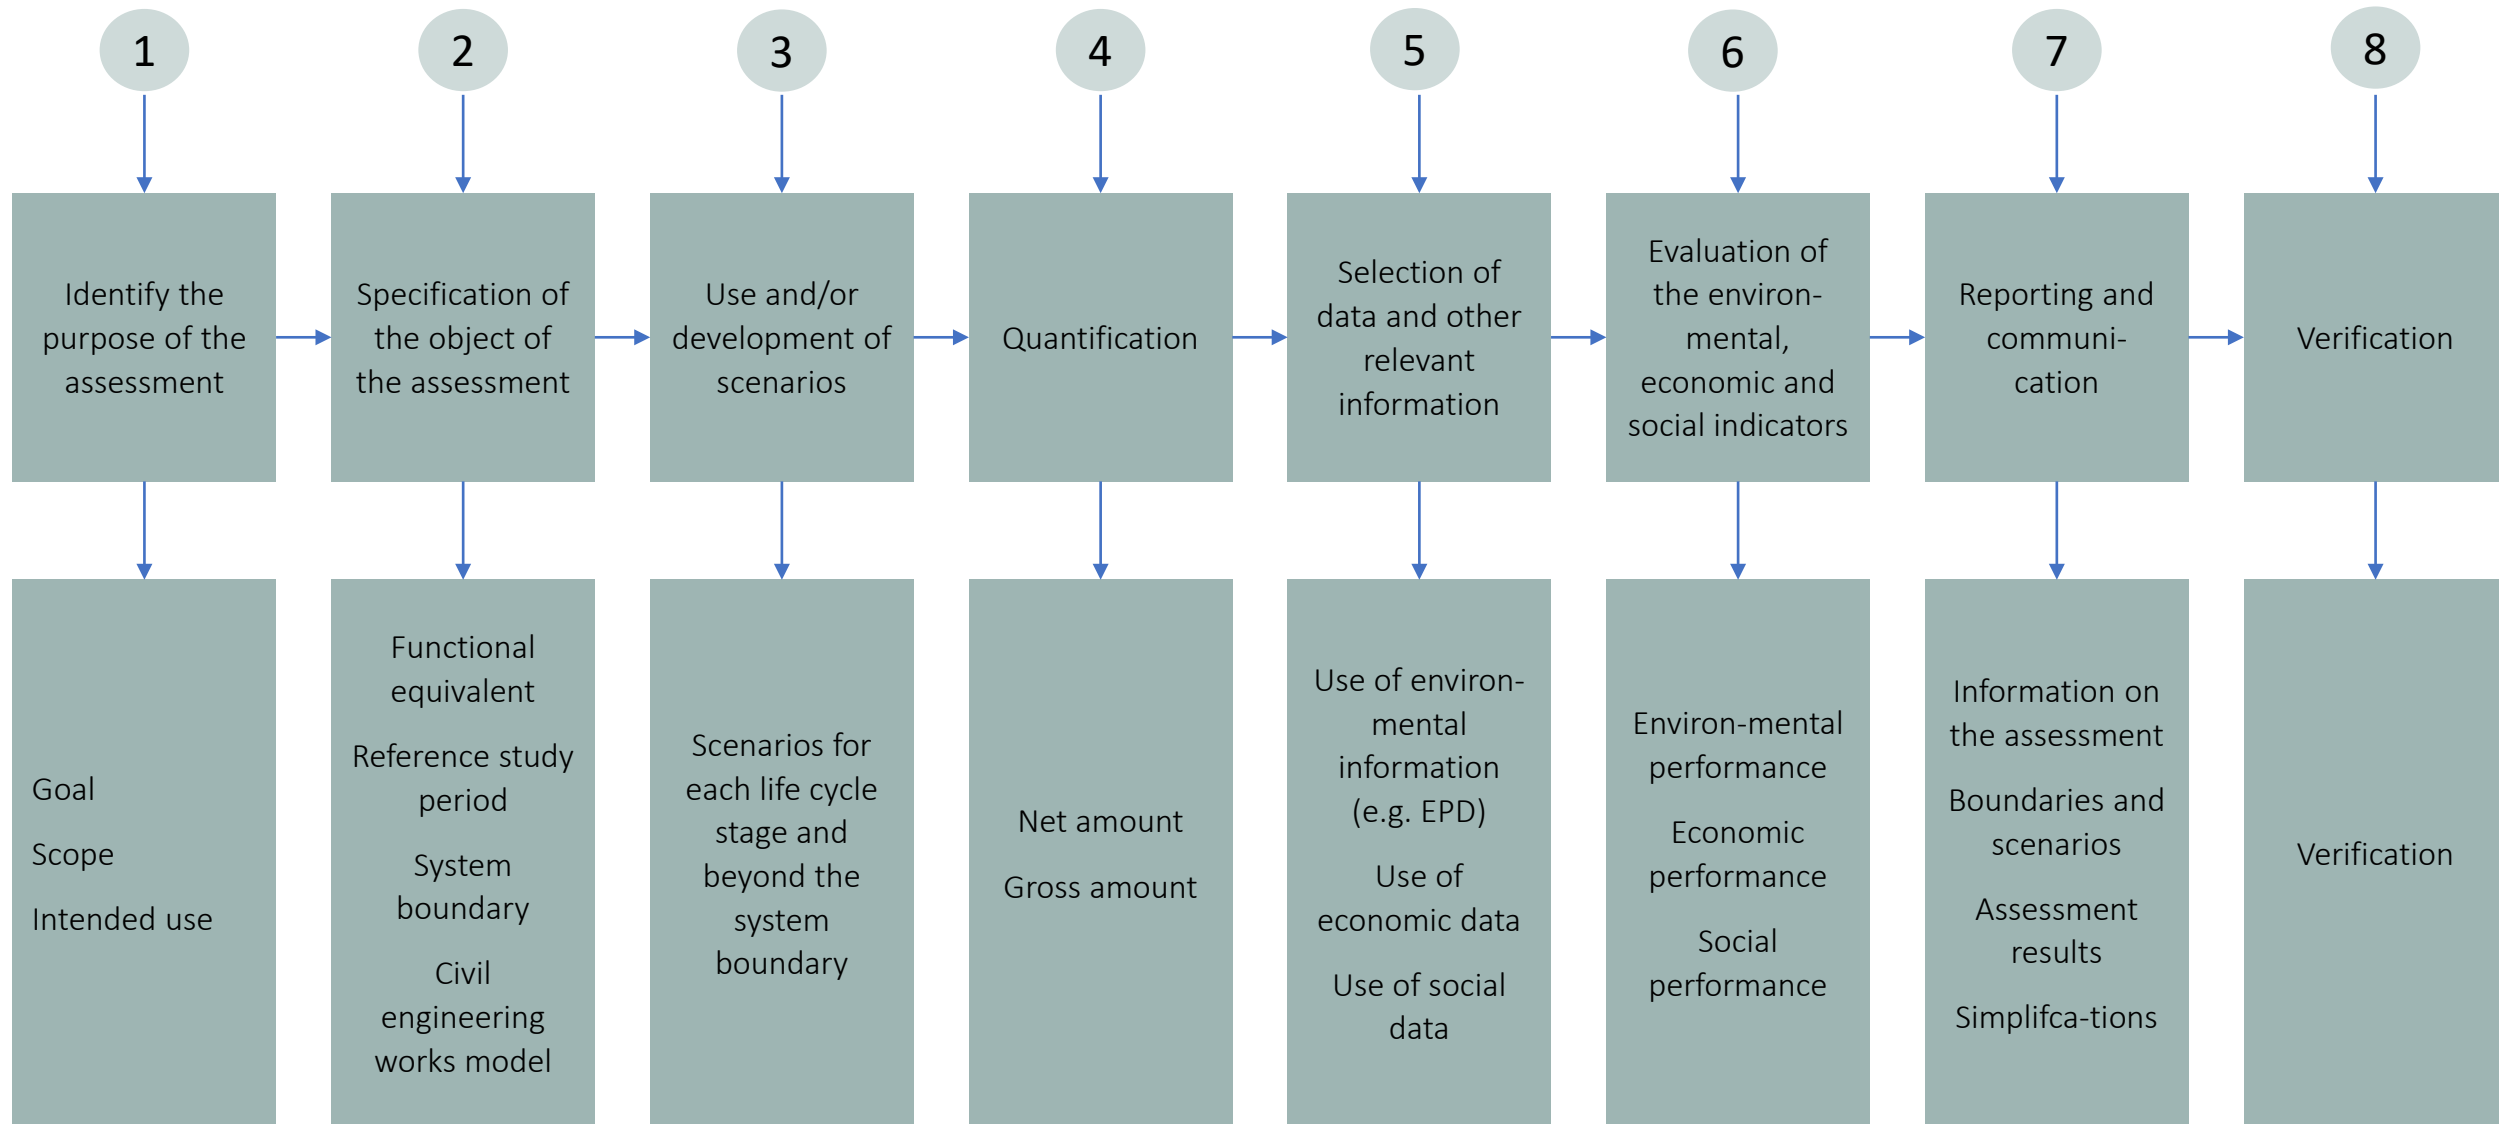 1
2
3
4
5
6
7
8
Identify the
purpose of the
assessment
Specification of
the object of
the assessment
Use and/or
development of
scenarios
Quantification
Selection of
data and other
relevant
information
Evaluation of
the environ-
mental,
economic and
social indicators
Reporting and
communi-
cation
Verification
Goal
Scope
Intended use
Functional
equivalent
Reference study
period
System
boundary
Civil
engineering
works model
Scenarios for
each life cycle
stage and
beyond the
system
boundary
Net amount
Gross amount
Use of environ-
mental
information
(e.g. EPD)
Use of
economic data
Use of social
data
Environ-mental
performance
Economic
performance
Social
performance
Information on
the assessment
Boundaries and
scenarios
Assessment
results
Simplifca-tions
Verification